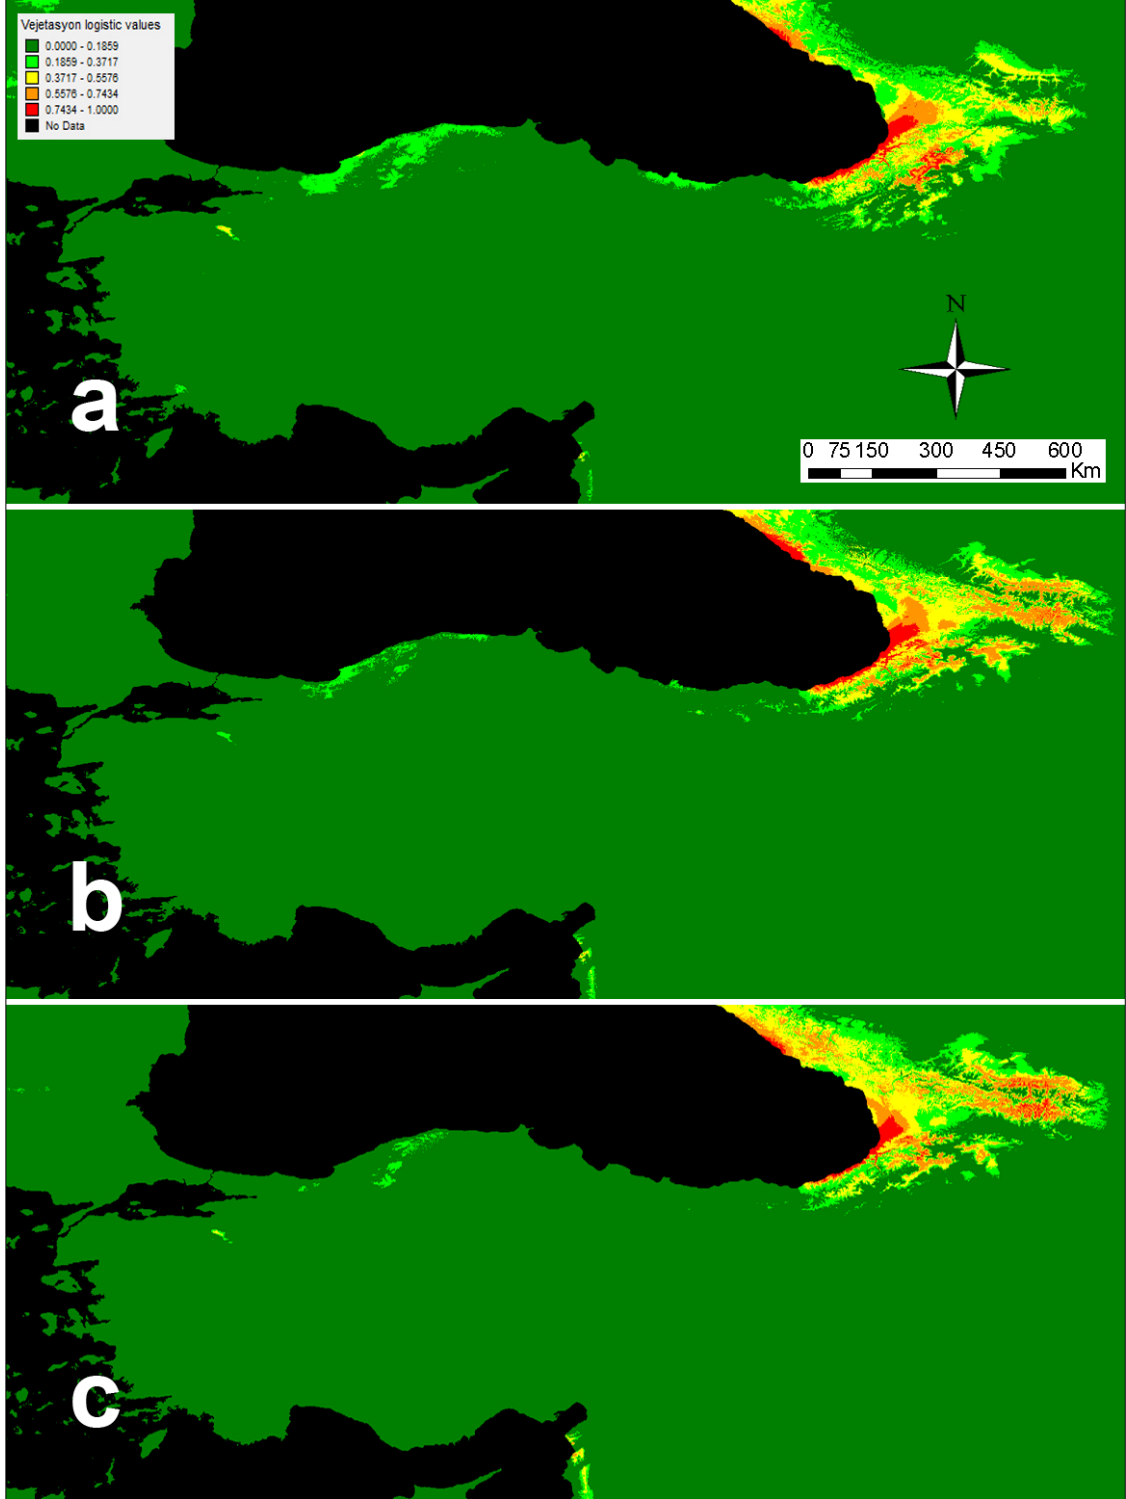 Vejetasyon logistic values
0.0000 - 0.1859
0.1859 - 0.3717
0.3717 - 0.5576
0.5576 - 0.7434
0.7434 - 1.0000
No Data
N
a
0 75 150 300 450 600
Km
b
c